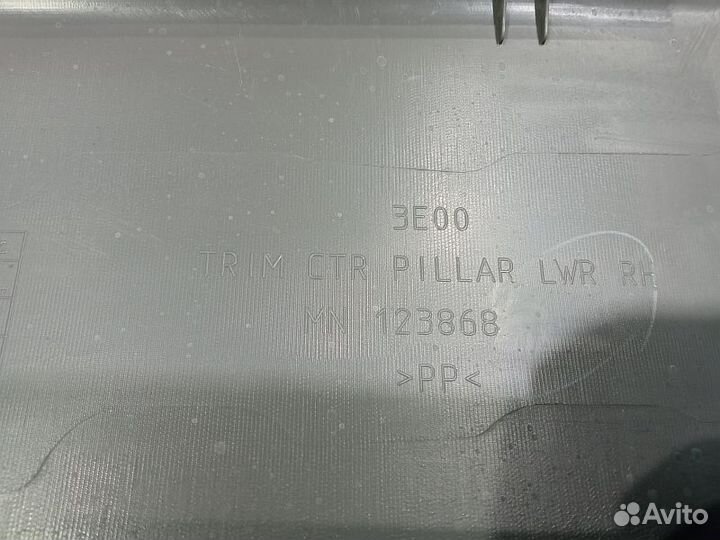 3E00
TRIM CTR PILLAR LWR RH
MN 123868
>PP<
Avito